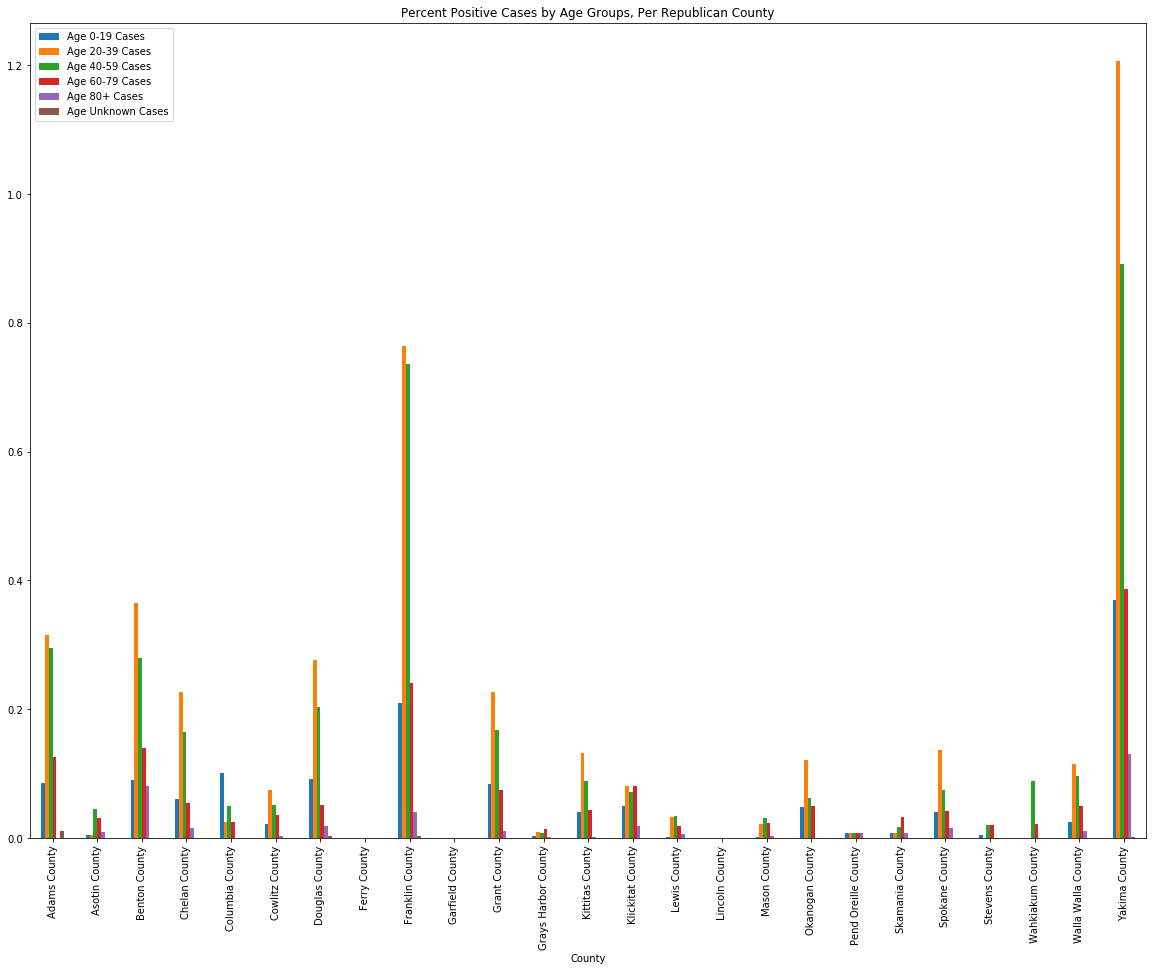 Percent Positive Cases by Age Groups, Per Republican County
Age 0-19 Cases
Age 20-39 Cases
Age 40-59 Cases
Age 60-79 Cases
Age 80+ Cases
Age Unknown Cases
1.2
1.0
0.8
0.6
0.4
0.2
0.0
Adams County
Asotin County
Benton County
Chelan County
Columbia County
Cowlitz County
Douglas County
Ferry County
Franklin County
Garfield County
Grant County
Grays Harbor County
Kittitas County
Klickitat County
Lewis County
Lincoln County
Mason County
Okanogan County
Pend Oreille County
Skamania County
Spokane County
Stevens County
Wahkiakum County
Walla Walla County
Yakima County
County